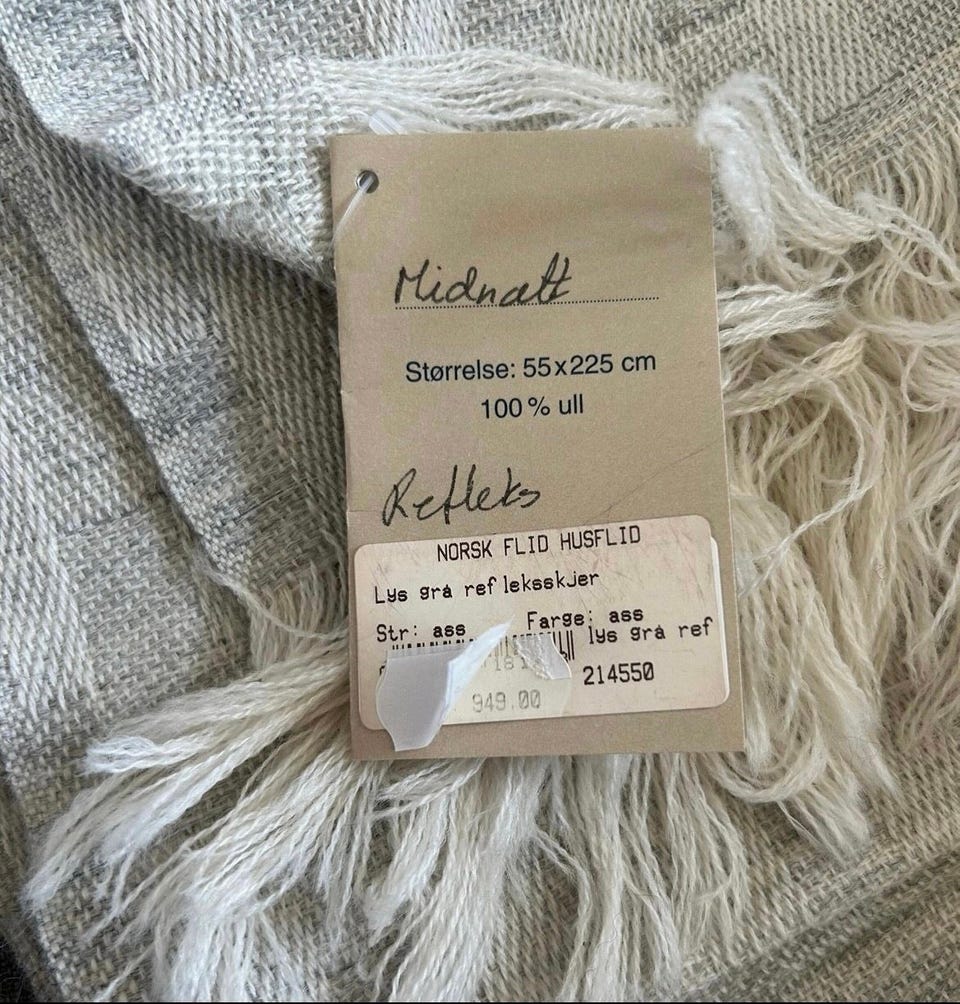 Midnatt
Størrelse: 55x225 cm
100 % ull
Refleks
NORSK FLID HUSFLID
Lys grå refleksskjer
Str: ass Farge: ass
lys grå ref
214550
949.00